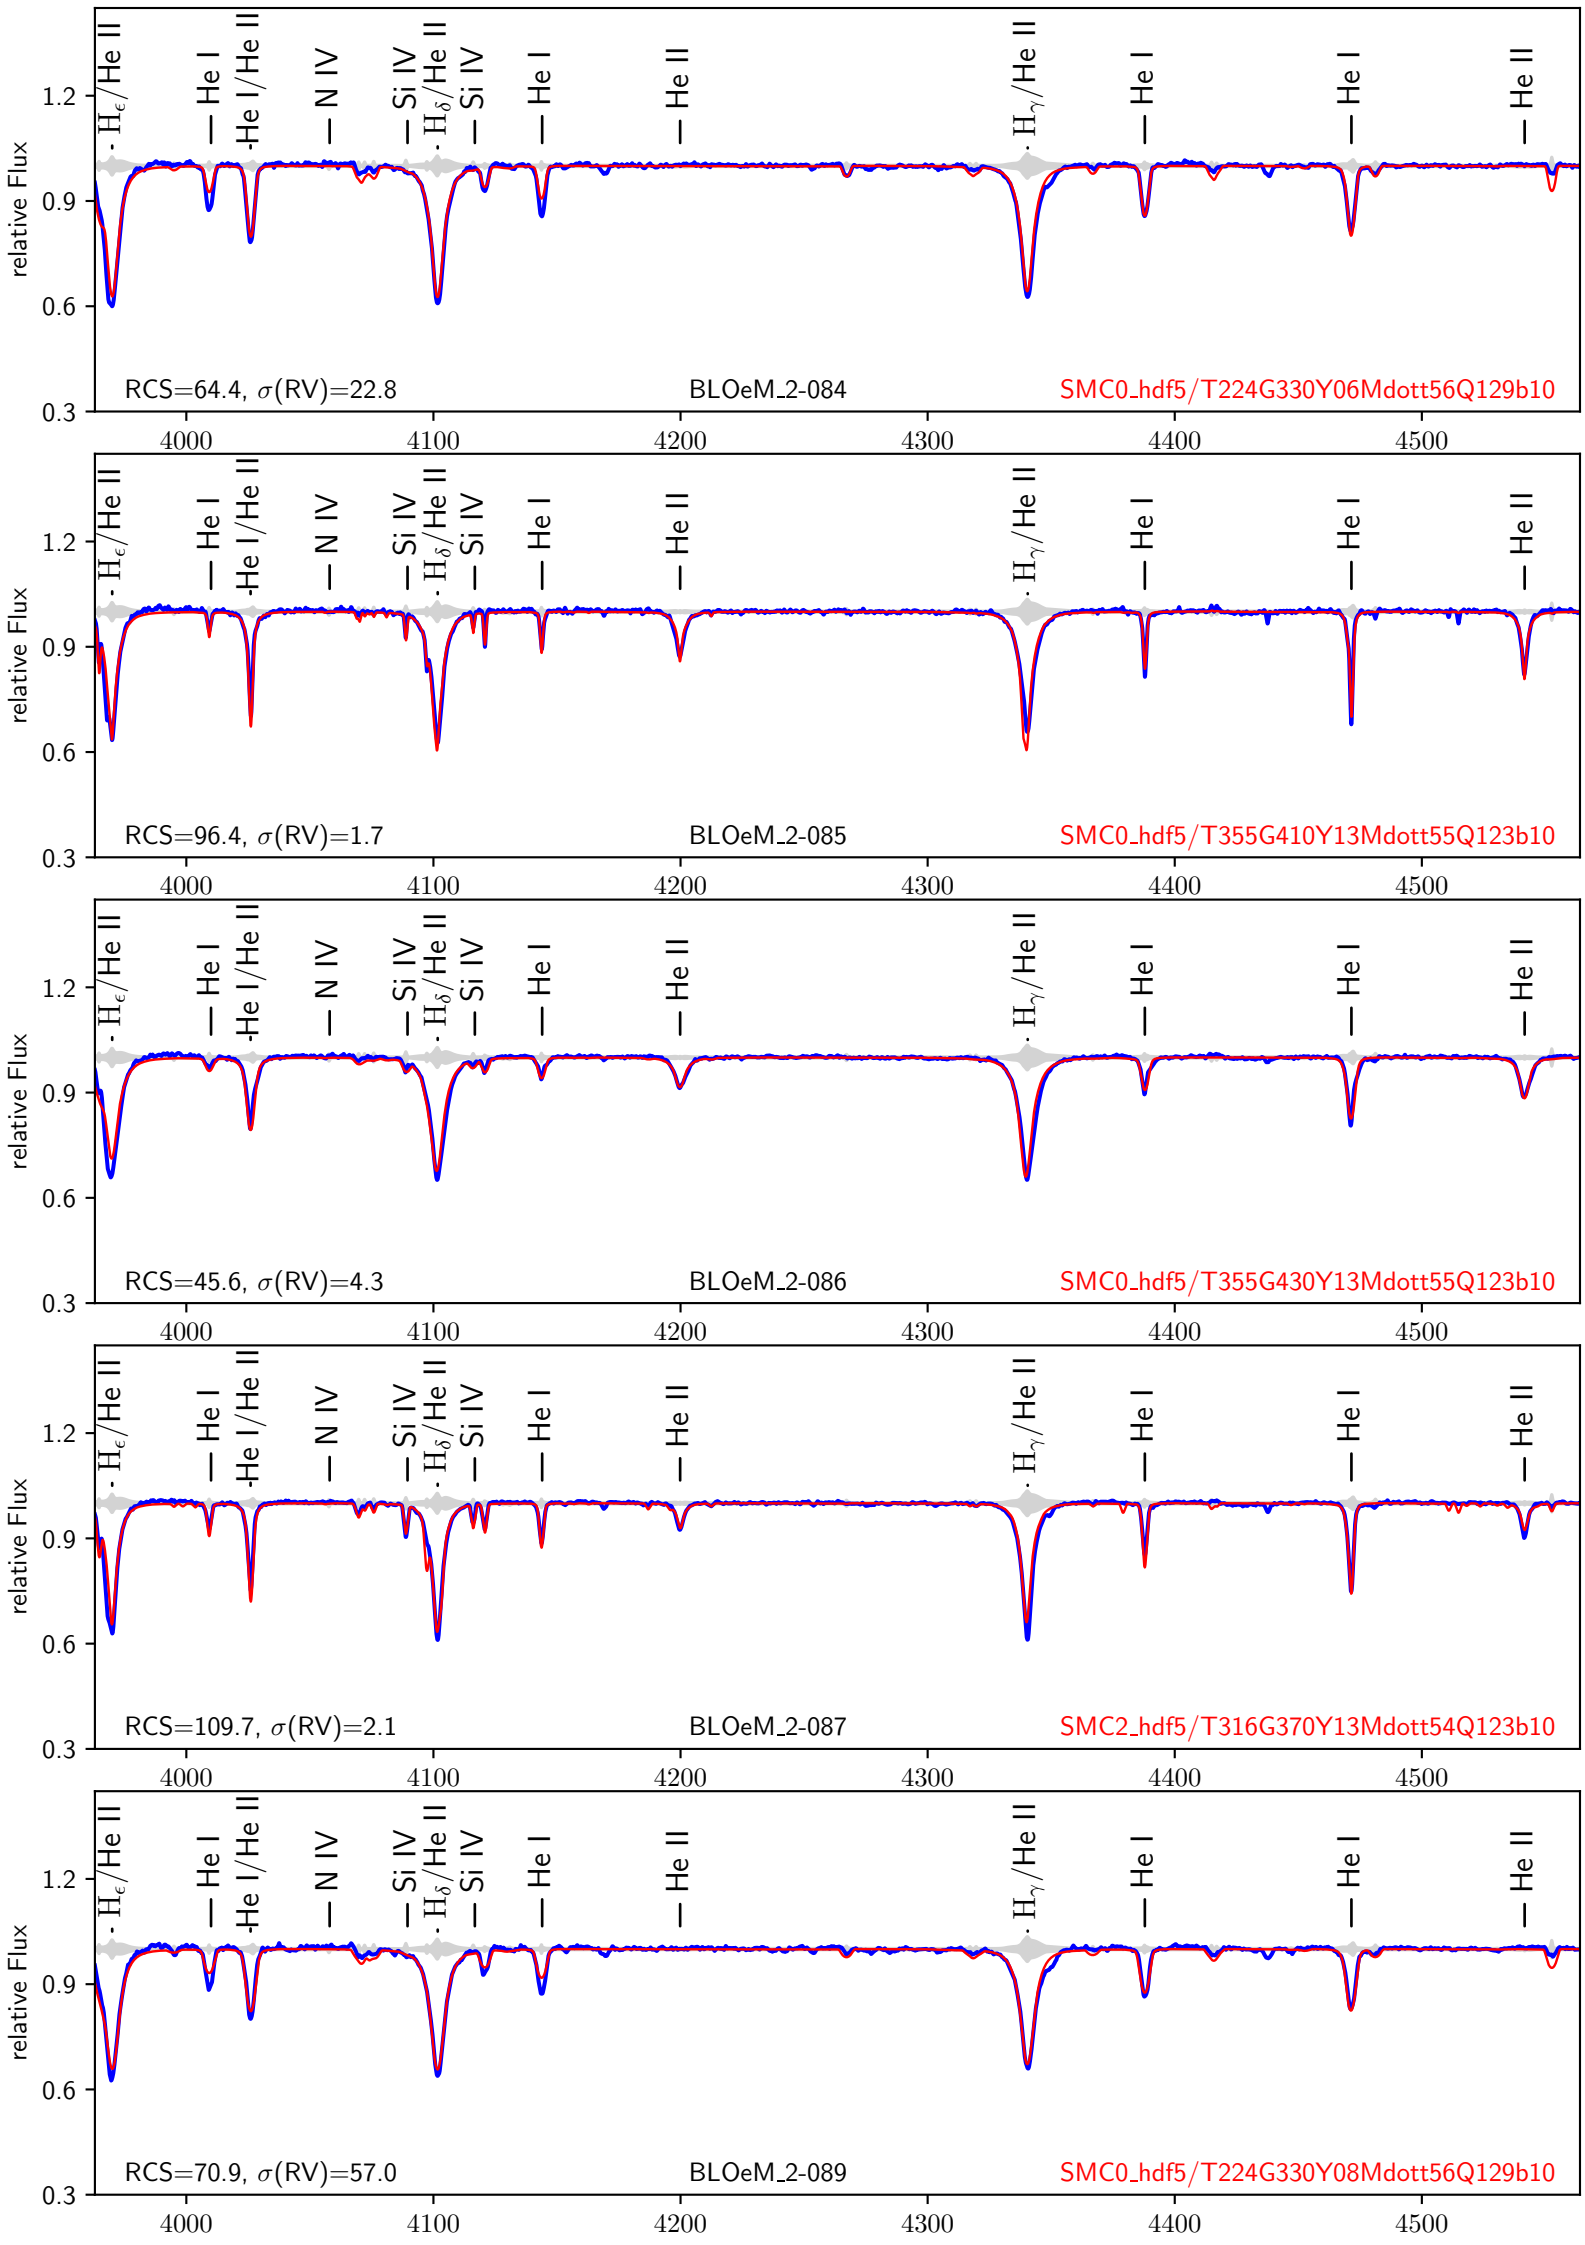 Hϵ/He II He I He I/He II N IV Si IV Hδ/He II Si IV He I He II Hγ/He II He I He I He II
relative Flux
1.2
0.9
0.6
0.3
RCS=64.4, σ(RV)=22.8 BLOeM_2-084 SMC0_hdf5/T224G330Y06Mdott56Q129b10
4000 4100 4200 4300 4400 4500
Hϵ/He II He I He I/He II N IV Si IV Hδ/He II Si IV He I He II Hγ/He II He I He I He II
relative Flux
1.2
0.9
0.6
0.3
RCS=96.4, σ(RV)=1.7 BLOeM_2-085 SMC0_hdf5/T355G410Y13Mdott55Q123b10
4000 4100 4200 4300 4400 4500
Hϵ/He II He I He I/He II N IV Si IV Hδ/He II Si IV He I He II Hγ/He II He I He I He II
relative Flux
1.2
0.9
0.6
0.3
RCS=45.6, σ(RV)=4.3 BLOeM_2-086 SMC0_hdf5/T355G430Y13Mdott55Q123b10
4000 4100 4200 4300 4400 4500
Hϵ/He II He I He I/He II N IV Si IV Hδ/He II Si IV He I He II Hγ/He II He I He I He II
relative Flux
1.2
0.9
0.6
0.3
RCS=109.7, σ(RV)=2.1 BLOeM_2-087 SMC2_hdf5/T316G370Y13Mdott54Q123b10
4000 4100 4200 4300 4400 4500
Hϵ/He II He I He I/He II N IV Si IV Hδ/He II Si IV He I He II Hγ/He II He I He I He II
relative Flux
1.2
0.9
0.6
0.3
RCS=70.9, σ(RV)=57.0 BLOeM_2-089 SMC0_hdf5/T224G330Y08Mdott56Q129b10
4000 4100 4200 4300 4400 4500